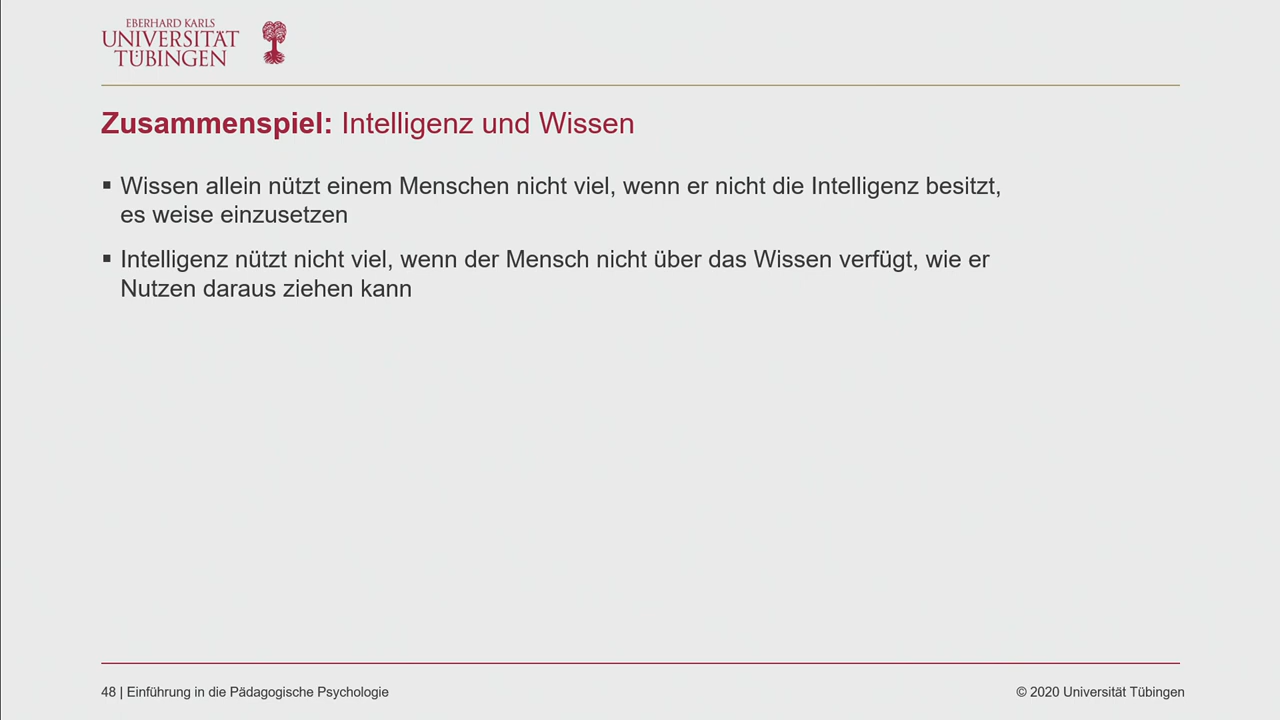 EBERHARD KARLS
UNIVERSITÄT
TÜBINGEN
Zusammenspiel: Intelligenz und Wissen
▪ Wissen allein nützt einem Menschen nicht viel, wenn er nicht die Intelligenz besitzt,
es weise einzusetzen
▪ Intelligenz nützt nicht viel, wenn der Mensch nicht über das Wissen verfügt, wie er
Nutzen daraus ziehen kann
48 | Einführung in die Pädagogische Psychologie
© 2020 Universität Tübingen